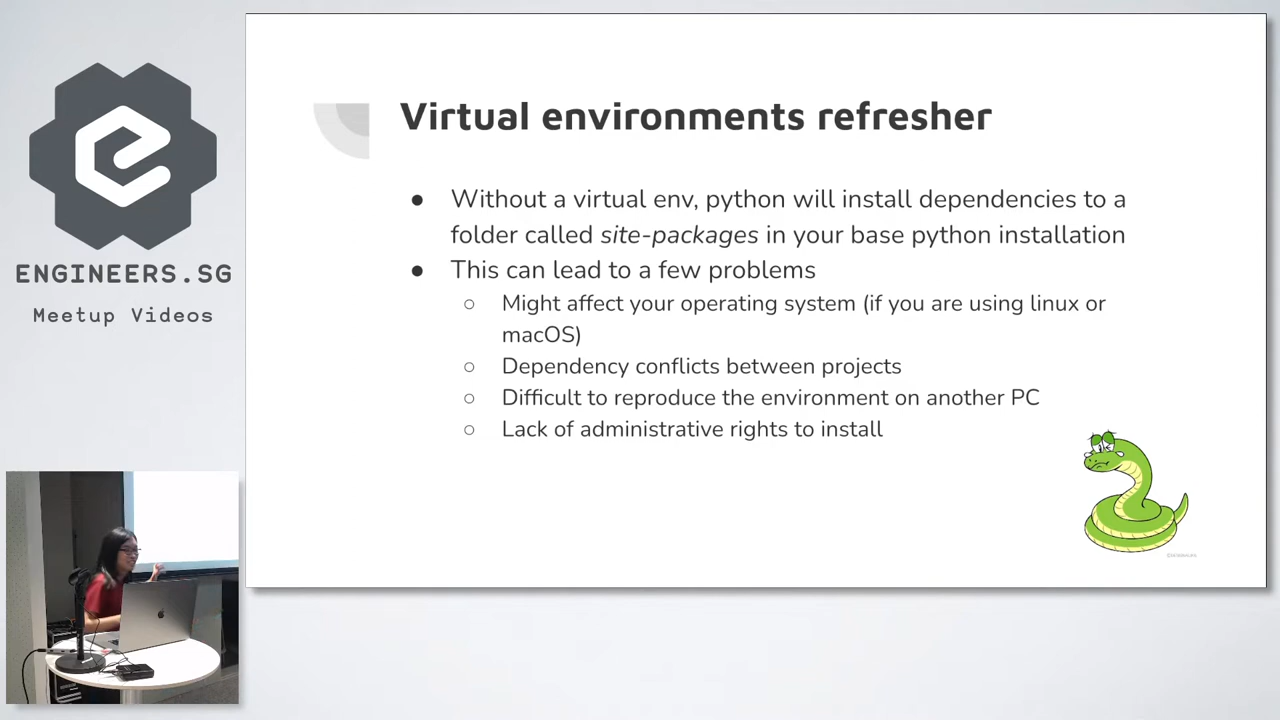 ENGINEERS.SG
Meetup Videos
Virtual environments refresher
● Without a virtual env, python will install dependencies to a
folder called site-packages in your base python installation
● This can lead to a few problems
○ Might affect your operating system (if you are using linux or
macOS)
○ Dependency conflicts between projects
○ Difficult to reproduce the environment on another PC
○ Lack of administrative rights to install